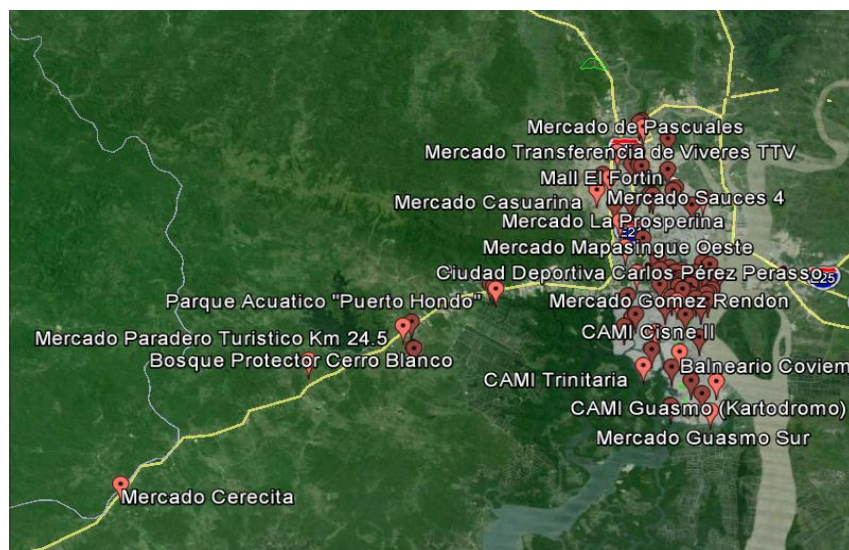 Mercado de Pascuales
Mercado Transferencia de Viveres TTV
Mall El Fortin
Mercado Casuarina
Mercado Sauces 4
Mercado La Prosperina
Mercado Mapasingue Oeste
Ciudad Deportiva Carlos Pérez Perasso
E25
Parque Acuatico "Puerto Hondo"
Mercado Gomez Rendon
Mercado Paradero Turistico Km 24.5
CAMI Cisne II
Bosque Protector Cerro Blanco
Balneario Coviem
CAMI Trinitaria
CAMI Guasmo (Kartodromo)
Mercado Guasmo Sur
Mercado Cerecita